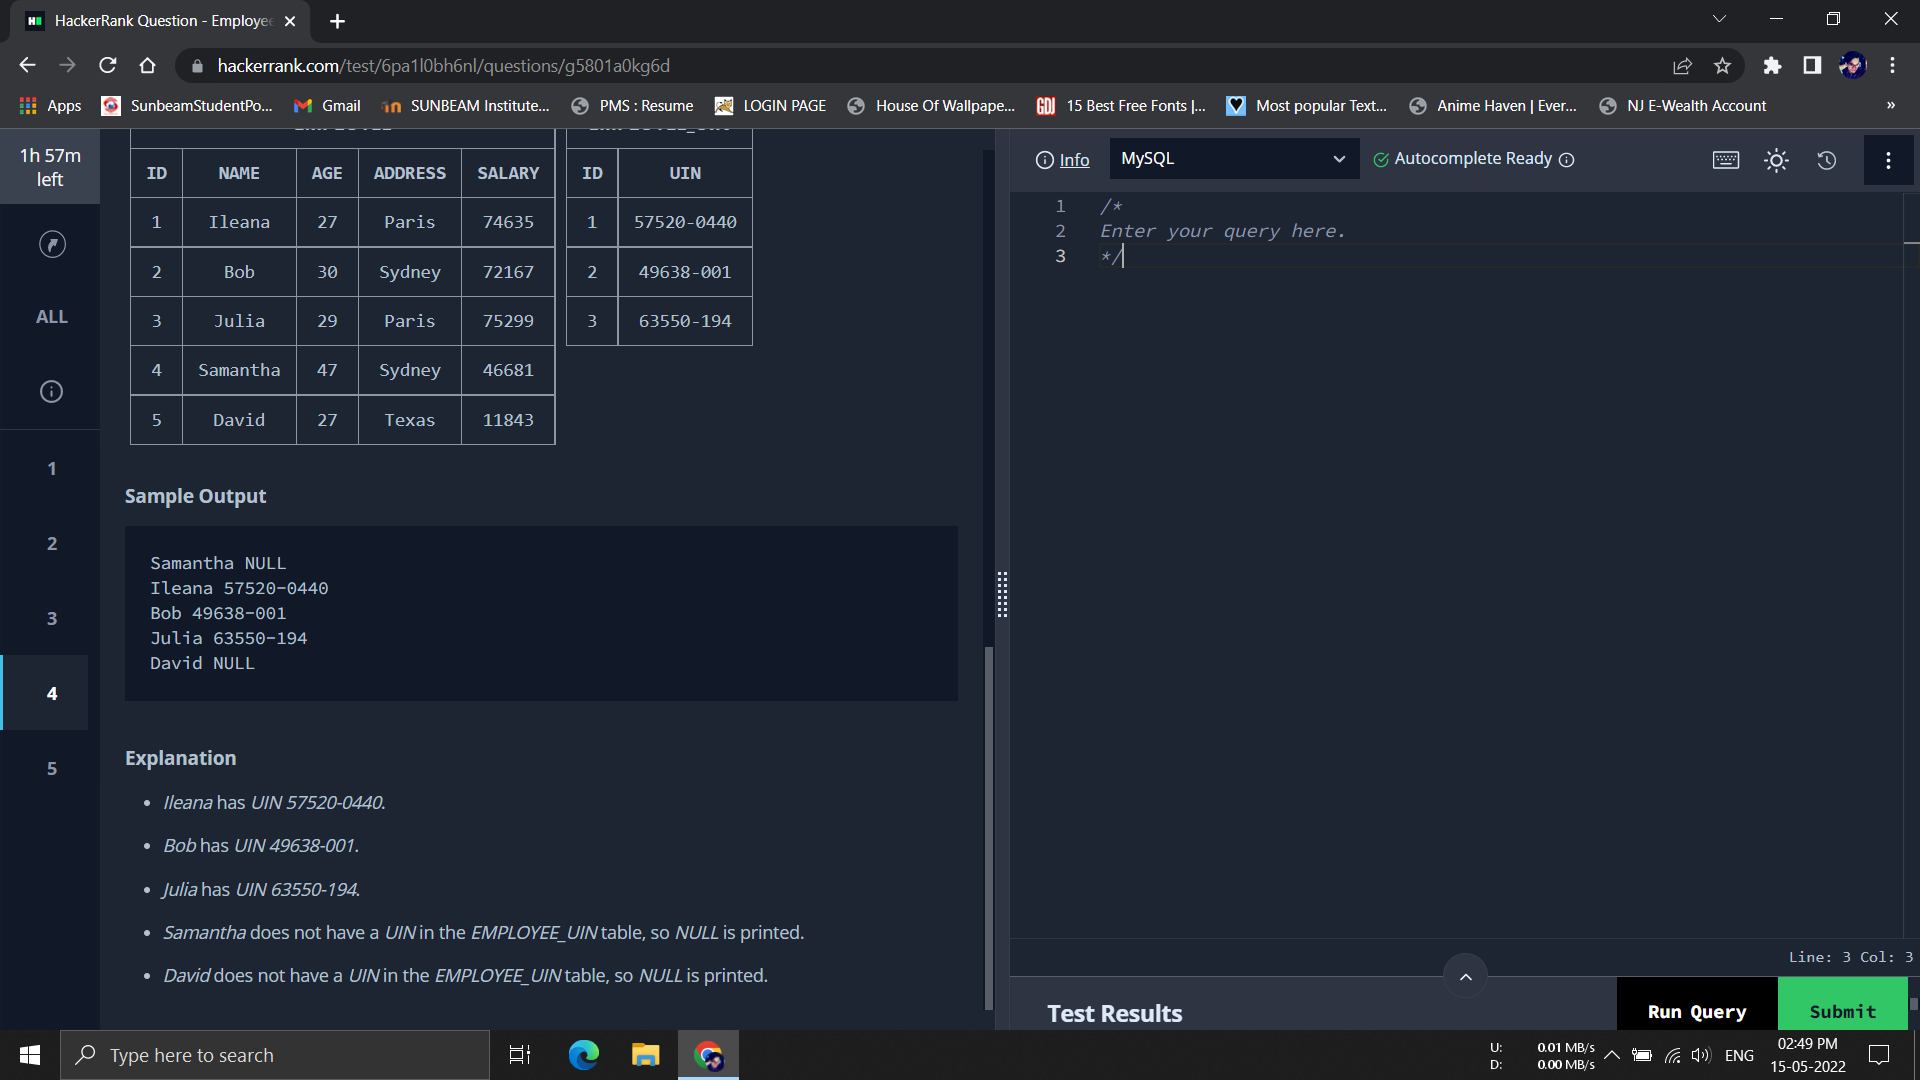 HackerRank Question - Employee
hackerrank.com/test/6pa1l0bh6nl/questions/g5801a0kg6d
Apps SunbeamStudentPo... Gmail SUNBEAM Institute... PMS : Resume LOGIN PAGE House Of Wallpape... GD! 15 Best Free Fonts |... Most popular Text... Anime Haven | Ever... NJ E-Wealth Account »
1h 57m
left
ALL
1
2
3
4
5
ID NAME AGE ADDRESS SALARY
1 Ileana 27 Paris 74635
2 Bob 30 Sydney 72167
3 Julia 29 Paris 75299
4 Samantha 47 Sydney 46681
5 David 27 Texas 11843
ID UIN
1 57520-0440
2 49638-001
3 63550-194
Sample Output
Samantha NULL
Ileana 57520-0440
Bob 49638-001
Julia 63550-194
David NULL
Explanation
• Ileana has UIN 57520-0440.
• Bob has UIN 49638-001.
• Julia has UIN 63550-194.
• Samantha does not have a UIN in the EMPLOYEE_UIN table, so NULL is printed.
• David does not have a UIN in the EMPLOYEE_UIN table, so NULL is printed.
Info MySQL Autocomplete Ready
1 /*
2 Enter your query here.
3 */
Line: 3 Col: 3
Test Results Run Query Submit
Type here to search
U: 0.01 MB/s
D: 0.00 MB/s
ENG
02:49 PM
15-05-2022